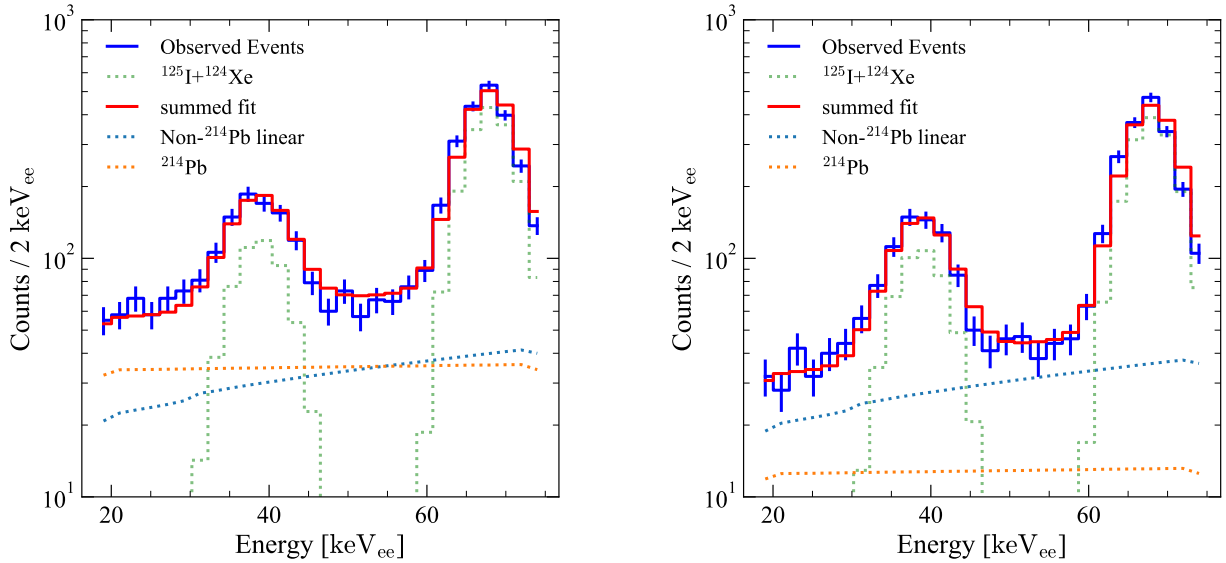 10³
10²
10¹
Counts / 2 keVₑₑ
Observed Events
¹²⁵I+¹²⁴Xe
summed fit
Non-²¹⁴Pb linear
²¹⁴Pb
20 40 60
Energy [keVₑₑ]
10³
10²
10¹
Counts / 2 keVₑₑ
Observed Events
¹²⁵I+¹²⁴Xe
summed fit
Non-²¹⁴Pb linear
²¹⁴Pb
20 40 60
Energy [keVₑₑ]